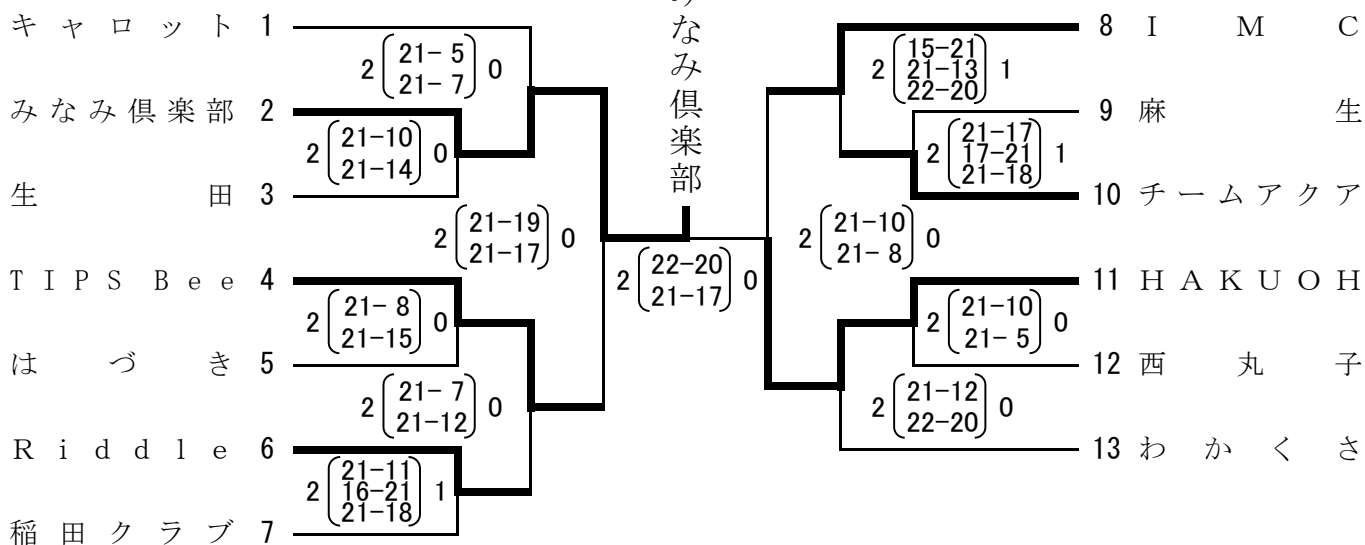 キャロット 1
2 21-5 0
21-7
みなみ倶楽部 2
2 21-10 0
21-14
生田 3
2 21-19 0
21-17
TIPS Bee 4
2 21-8 0
21-15
はづき 5
2 21-7 0
21-12
Riddle 6
2 21-11 1
16-21
21-18
稲田クラブ 7
みなみ倶楽部
2 22-20 0
21-17
8 IMC
2 15-21 1
21-13
22-20
9 麻生
2 21-17 1
17-21
21-18
10 チームアクア
2 21-10 0
21-8
11 HAKUOH
2 21-10 0
21-5
12 西丸子
2 21-12 0
22-20
13 わかくさ